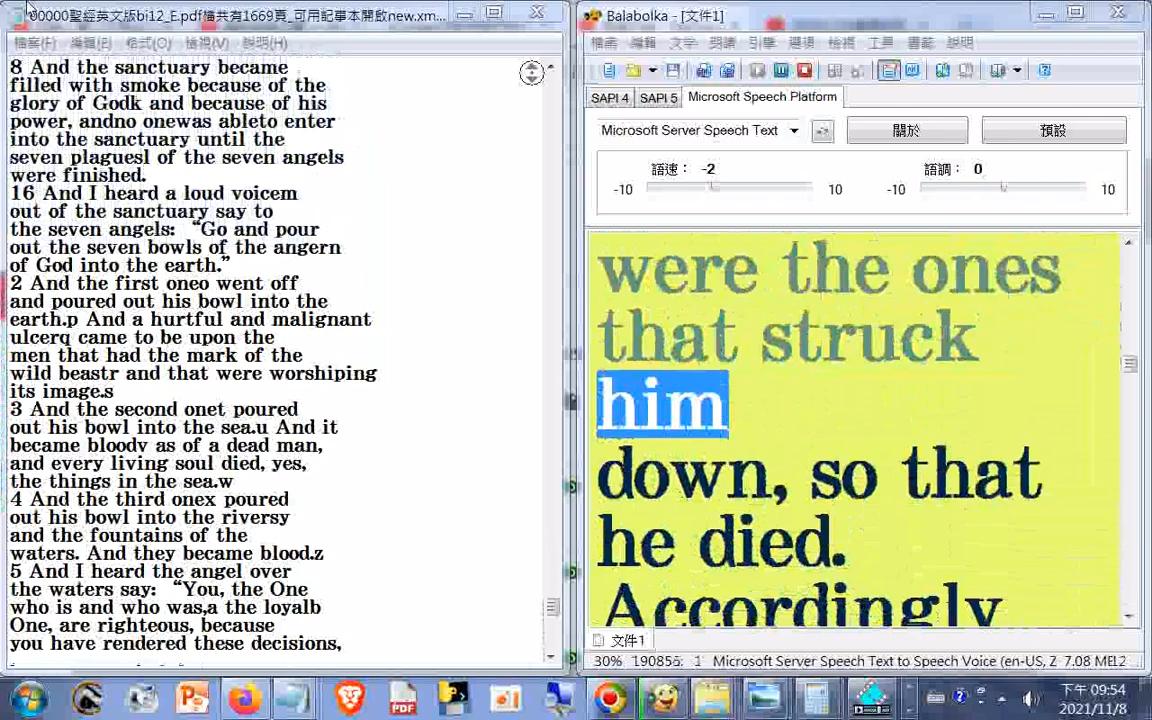 00000聖經英文版bi12_E.pdf檔共有1669頁_可用記事本開啟new.xm...
檔案(F) 編輯(E) 格式(O) 檢視(V) 說明(H)
8 And the sanctuary became
filled with smoke because of the
glory of Godk and because of his
power, andno onewas ableto enter
into the sanctuary until the
seven plaguesl of the seven angels
were finished.
16 And I heard a loud voicem
out of the sanctuary say to
the seven angels: “Go and pour
out the seven bowls of the angern
of God into the earth.”
2 And the first oneo went off
and poured out his bowl into the
earth.p And a hurtful and malignant
ulcerq came to be upon the
men that had the mark of the
wild beastr and that were worshiping
its image.s
3 And the second onet poured
out his bowl into the sea.u And it
became bloodv as of a dead man,
and every living soul died, yes,
the things in the sea.w
4 And the third onex poured
out his bowl into the riversy
and the fountains of the
waters. And they became blood.z
5 And I heard the angel over
the waters say: “You, the One
who is and who was,a the loyalb
One, are righteous, because
you have rendered these decisions,
Balabolka - [文件1]
檔案 編輯 文字 閱讀 引擎 選項 檢視 工具 書籤 說明
SAPI 4 SAPI 5 Microsoft Speech Platform
Microsoft Server Speech Text 關於 預設
語速： -2 語調： 0
-10 10 -10 10
were the ones
that struck
him
down, so that
he died.
Accordingly
文件1
30% 1 Microsoft Server Speech Text to Speech Voice (en-US, Z 7.08
PDF
下午 09:54
2021/11/8